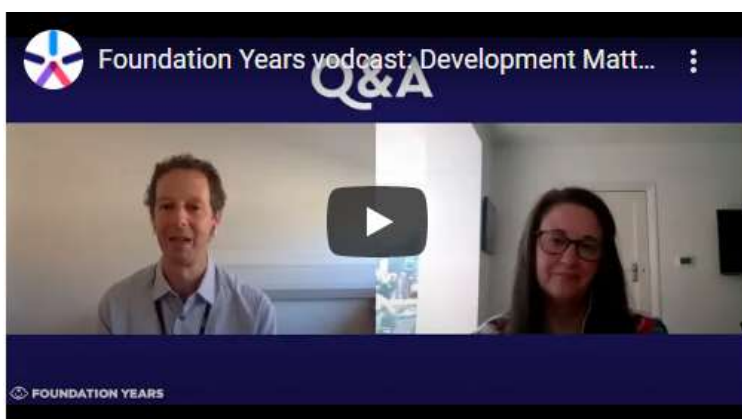 Foundation Years vodcast: Development Matt...
Q&A
FOUNDATION YEARS